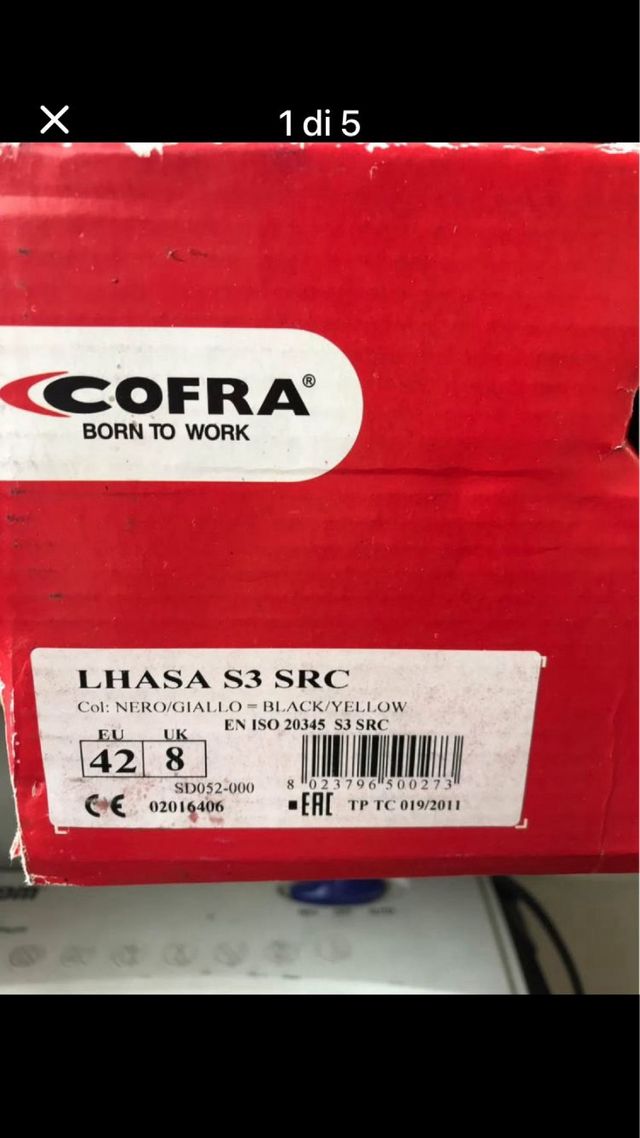 1 di 5
COFRA®
BORN TO WORK
LHASA S3 SRC
Col: NERO/GIALLO = BLACK/YELLOW
EN ISO 20345 S3 SRC
EU UK
42 8
SD052-000
8 023796 500273
CE 02016406
EAC TP TC 019/2011